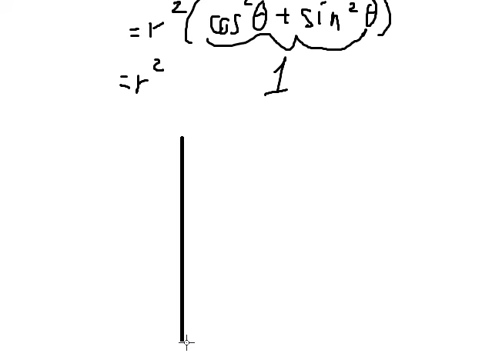 =r²(cos²θ + sin²θ)
=r² 1